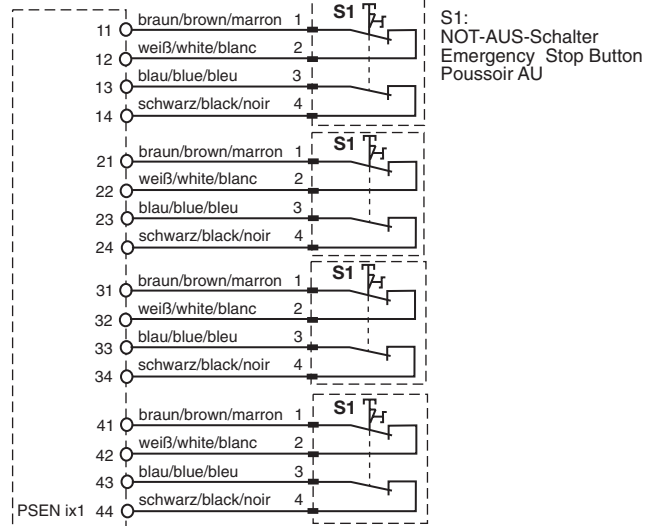 S1
S1:
NOT-AUS-Schalter
Emergency Stop Button
Poussoir AU
11 braun/brown/marron 1
12 weiß/white/blanc 2
13 blau/blue/bleu 3
14 schwarz/black/noir 4
S1
21 braun/brown/marron 1
22 weiß/white/blanc 2
23 blau/blue/bleu 3
24 schwarz/black/noir 4
S1
31 braun/brown/marron 1
32 weiß/white/blanc 2
33 blau/blue/bleu 3
34 schwarz/black/noir 4
S1
41 braun/brown/marron 1
42 weiß/white/blanc 2
43 blau/blue/bleu 3
PSEN ix1 44 schwarz/black/noir 4